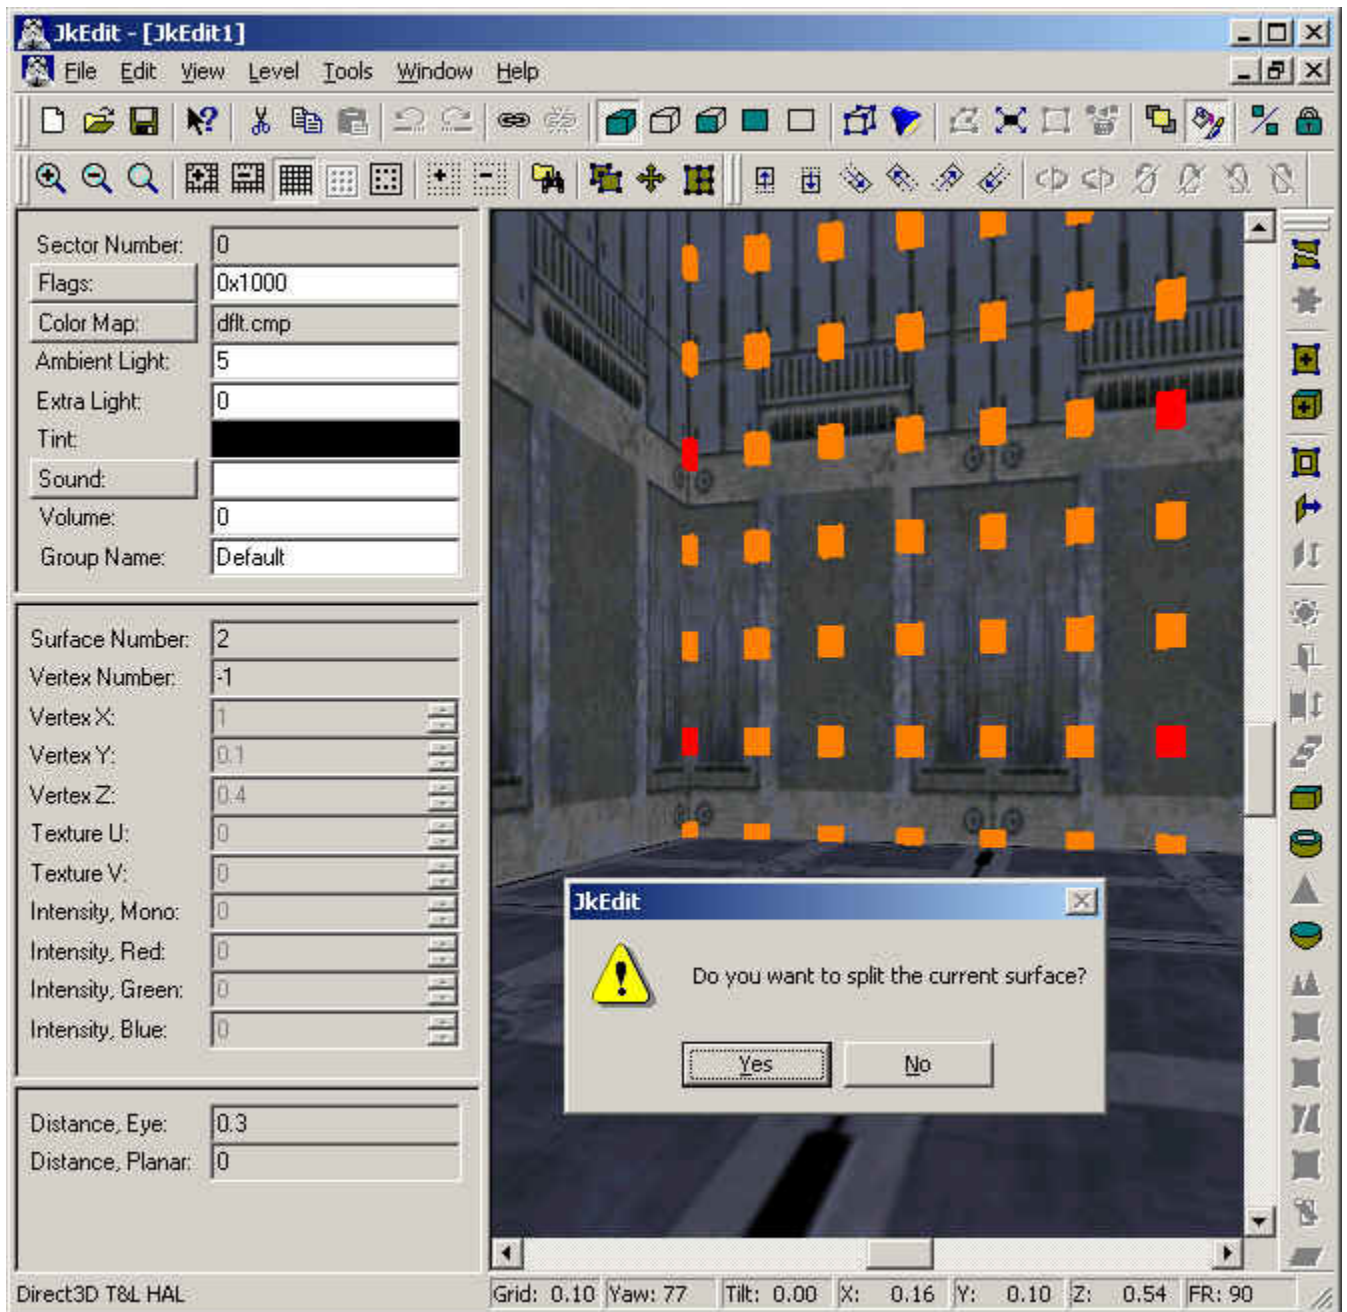 JkEdit - [JkEdit1]
File Edit View Level Tools Window Help
Sector Number: 0
Flags: 0x1000
Color Map: dflt.cmp
Ambient Light: 5
Extra Light: 0
Tint:
Sound:
Volume: 0
Group Name: Default
Surface Number: 2
Vertex Number: -1
Vertex X: 1
Vertex Y: 0.1
Vertex Z: 0.4
Texture U: 0
Texture V: 0
Intensity, Mono: 0
Intensity, Red: 0
Intensity, Green: 0
Intensity, Blue: 0
Distance, Eye: 0.3
Distance, Planar: 0
JkEdit
Do you want to split the current surface?
Yes No
Direct3D T&L HAL Grid: 0.10 Yaw: 77 Tilt: 0.00 X: 0.16 Y: 0.10 Z: 0.54 FR: 90